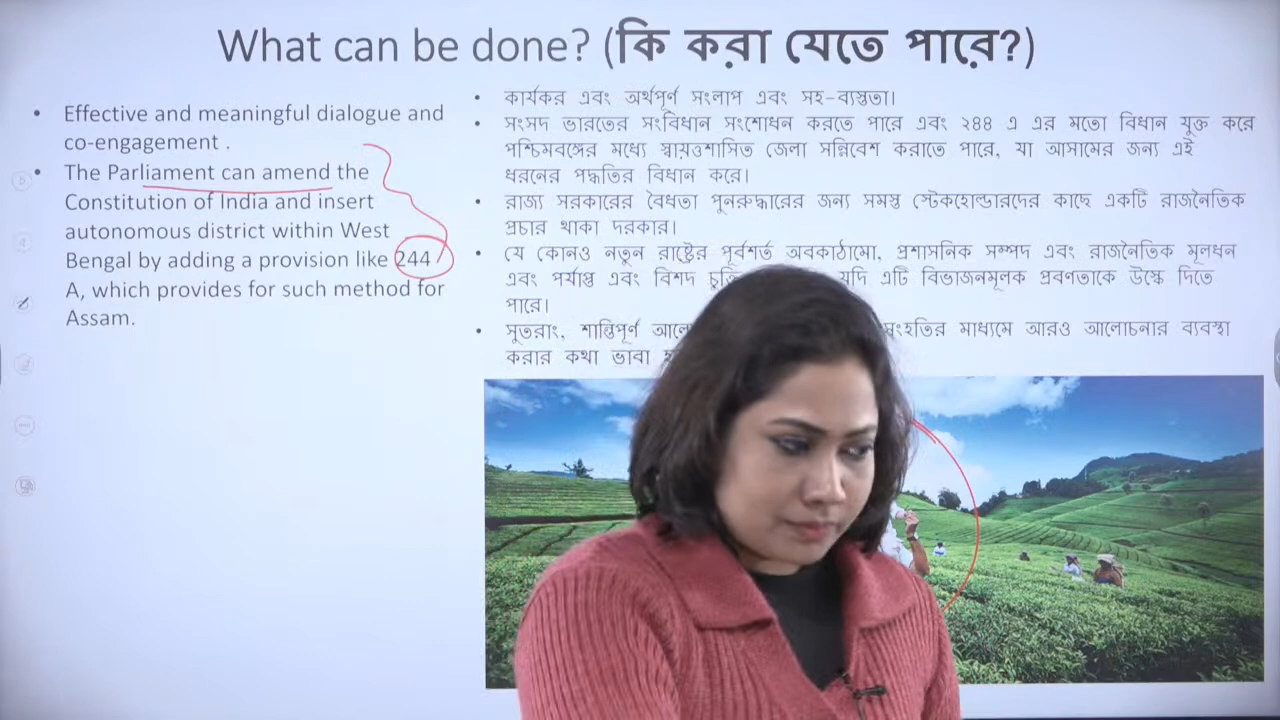 What can be done? (কি করা যেতে পারে?)
• Effective and meaningful dialogue and
co-engagement .
• The Parliament can amend the
Constitution of India and insert
autonomous district within West
Bengal by adding a provision like 244
A, which provides for such method for
Assam.
• কার্যকর এবং অর্থপূর্ণ সংলাপ এবং সহ-ব্যস্ততা।
• সংসদ ভারতের সংবিধান সংশোধন করতে পারে এবং ২৪৪ এ এর মতো বিধান যুক্ত করে
পশ্চিমবঙ্গের মধ্যে স্বায়ত্তশাসিত জেলা সন্নিবেশ করাতে পারে, যা আসামের জন্য এই
ধরনের পদ্ধতির বিধান করে।
• রাজ্য সরকারের বৈধতা পুনরুদ্ধারের জন্য সমস্ত স্টেকহোল্ডারদের কাছে একটি রাজনৈতিক
প্রচার থাকা দরকার।
• যে কোনও নতুন রাষ্ট্রের পূর্বশর্ত অবকাঠামো, প্রশাসনিক সম্পদ এবং রাজনৈতিক মূলধন
এবং পর্যাপ্ত এবং বিশদ যদি এটি বিভাজনমূলক প্রবণতাকে উস্কে দিতে
পারে।
• সুতরাং, শান্তিপূর্ণ সংহতির মাধ্যমে আরও আলোচনার ব্যবস্থা
করার কথা ভাবা